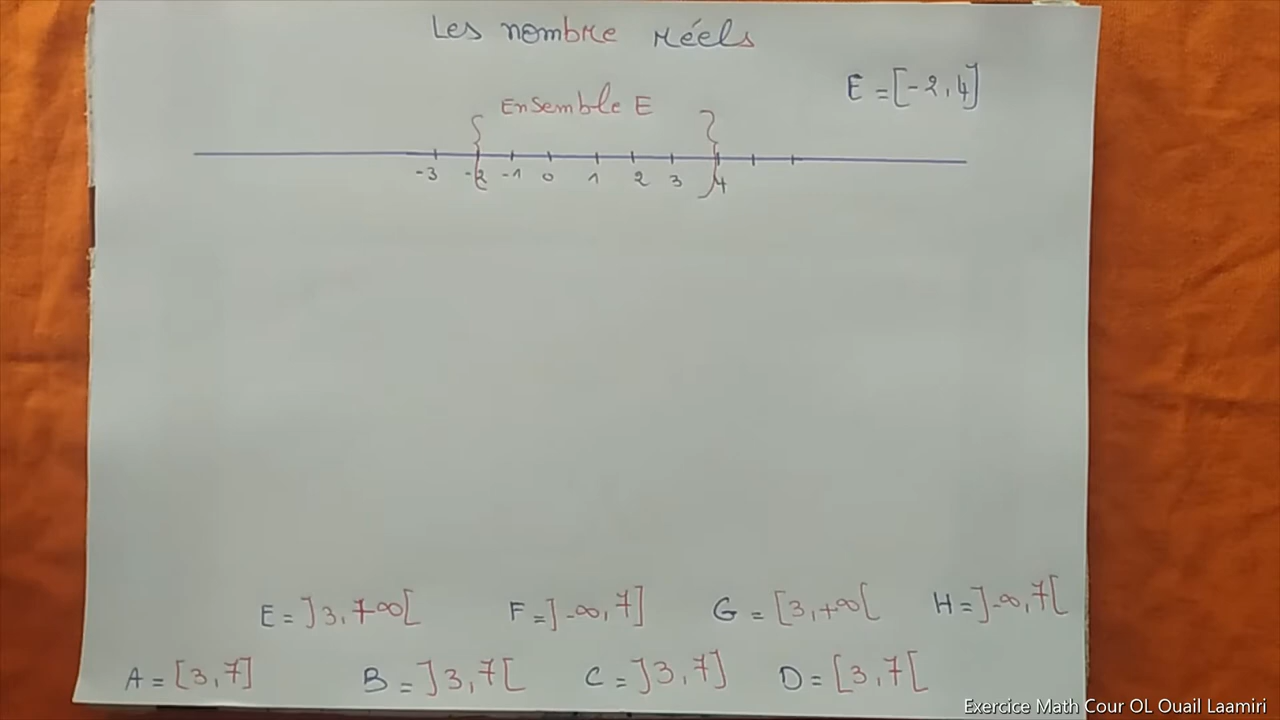 Les nombre réels
E = [-2, 4]
Ensemble E
-3 -2 -1 0 1 2 3 4
E = ]3, +∞[ F = ]-∞, 7] G = [3, +∞[ H = ]-∞, 7[
A = [3, 7] B = ]3, 7[ C = ]3, 7] D = [3, 7[
Exercice Math Cour OL Ouail Laamiri